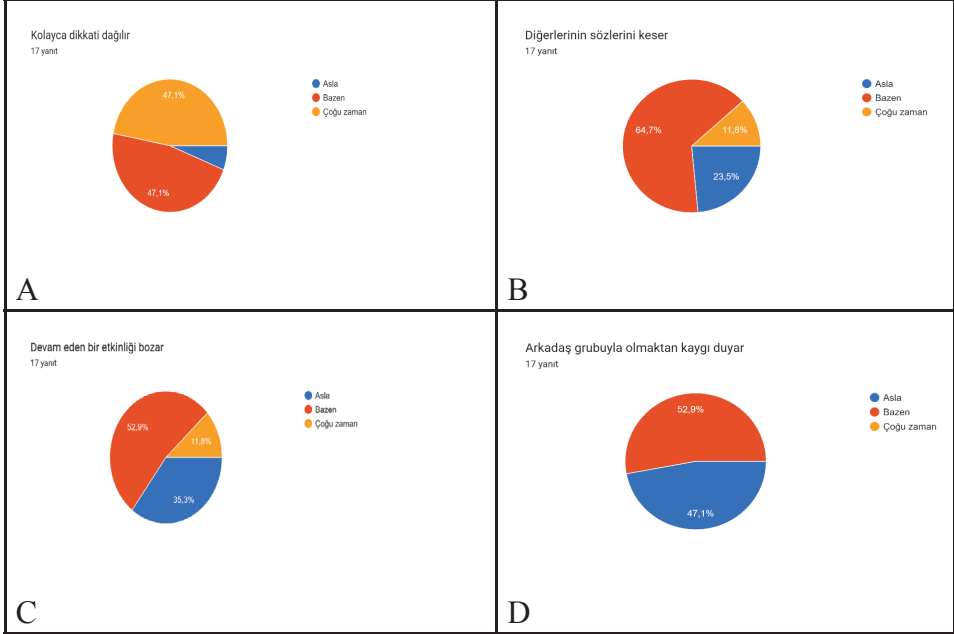 Kolayca dikkati dağılır
17 yanıt
47,1%
47,1%
Asla
Bazen
Çoğu zaman
A
Diğerlerinin sözlerini keser
17 yanıt
64,7%
11,8%
23,5%
Asla
Bazen
Çoğu zaman
B
Devam eden bir etkinliği bozar
17 yanıt
52,9%
11,8%
35,3%
Asla
Bazen
Çoğu zaman
C
Arkadaş grubuyla olmaktan kaygı duyar
17 yanıt
52,9%
47,1%
Asla
Bazen
Çoğu zaman
D